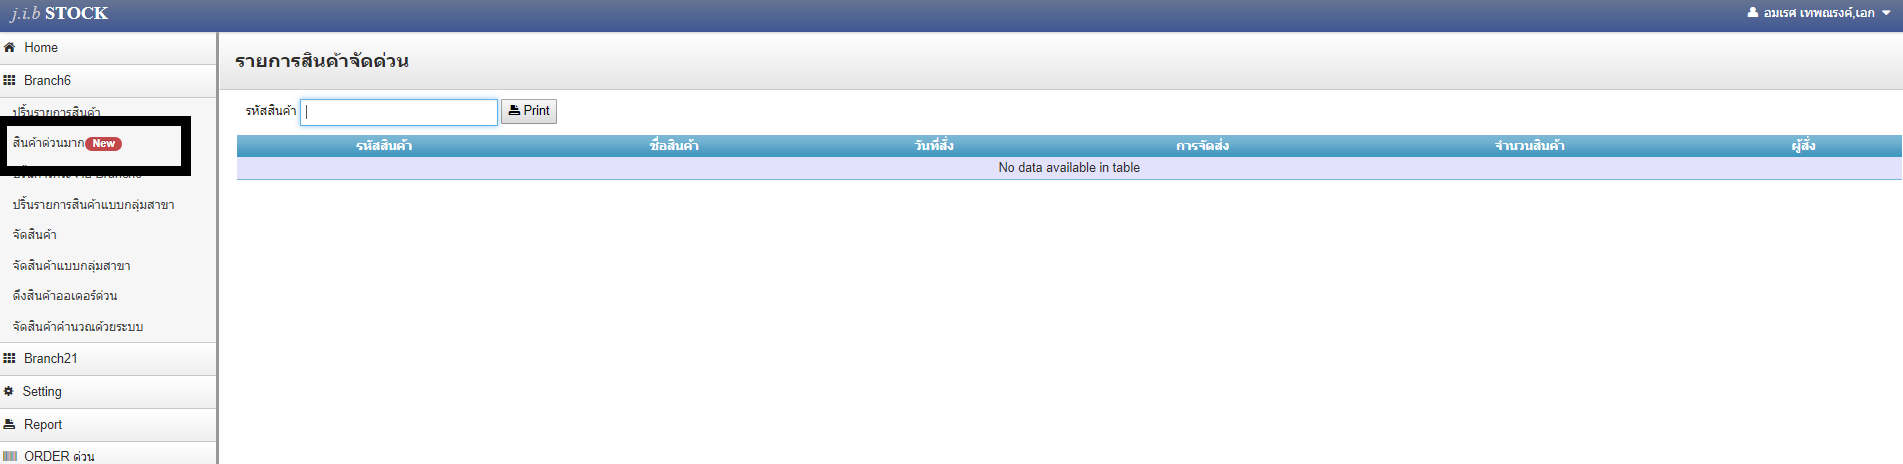 j.i.b STOCK
อมเรศ เทพณรงค์,เอก
Home
Branch6
ปริ้นรายการสินค้า
สินค้าด่วนมาก New
ปริ้นรายการสินค้าแบบกลุ่มสาขา
จัดสินค้า
จัดสินค้าแบบกลุ่มสาขา
ดึงสินค้าออเดอร์ด่วน
จัดสินค้าคำนวณด้วยระบบ
Branch21
Setting
Report
ORDER ด่วน
รายการสินค้าจัดด่วน
รหัสสินค้า Print
รหัสสินค้า ชื่อสินค้า วันที่สั่ง การจัดส่ง จำนวนสินค้า ผู้สั่ง
No data available in table